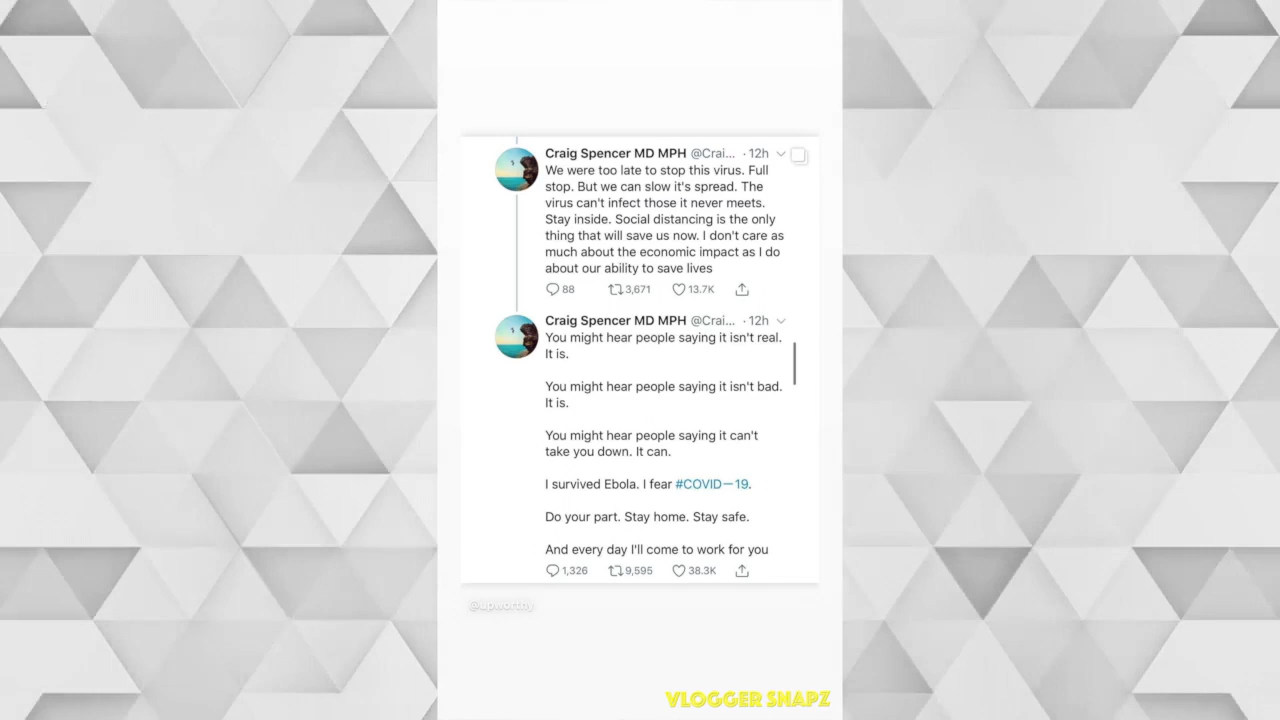 Craig Spencer MD MPH @Crai... · 12h
We were too late to stop this virus. Full
stop. But we can slow it's spread. The
virus can't infect those it never meets.
Stay inside. Social distancing is the only
thing that will save us now. I don't care as
much about the economic impact as I do
about our ability to save lives
88 3,671 13.7K
Craig Spencer MD MPH @Crai... · 12h
You might hear people saying it isn't real.
It is.
You might hear people saying it isn't bad.
It is.
You might hear people saying it can't
take you down. It can.
I survived Ebola. I fear #COVID—19.
Do your part. Stay home. Stay safe.
And every day I'll come to work for you
1,326 9,595 38.3K
@upworthy
VLOGGER SNAPZ